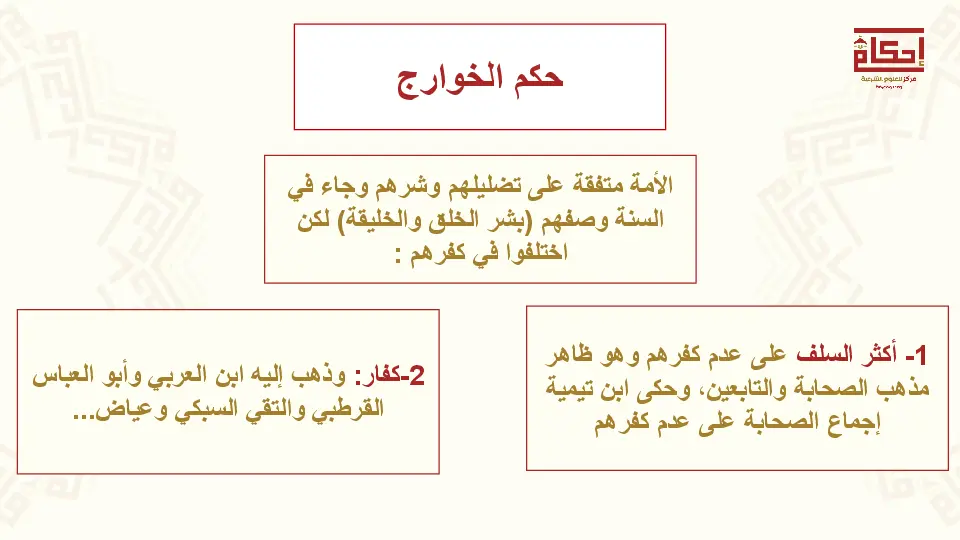 إحكام
مركز للعلوم الشرعية
حكم الخوارج
الأمة متفقة على تضليلهم وشرهم وجاء في
السنة وصفهم (بشر الخلق والخليقة) لكن
اختلفوا في كفرهم :
1- أكثر السلف على عدم كفرهم وهو ظاهر
مذهب الصحابة والتابعين، وحكى ابن تيمية
إجماع الصحابة على عدم كفرهم
2-كفار: وذهب إليه ابن العربي وأبو العباس
القرطبي والتقي السبكي وعياض...